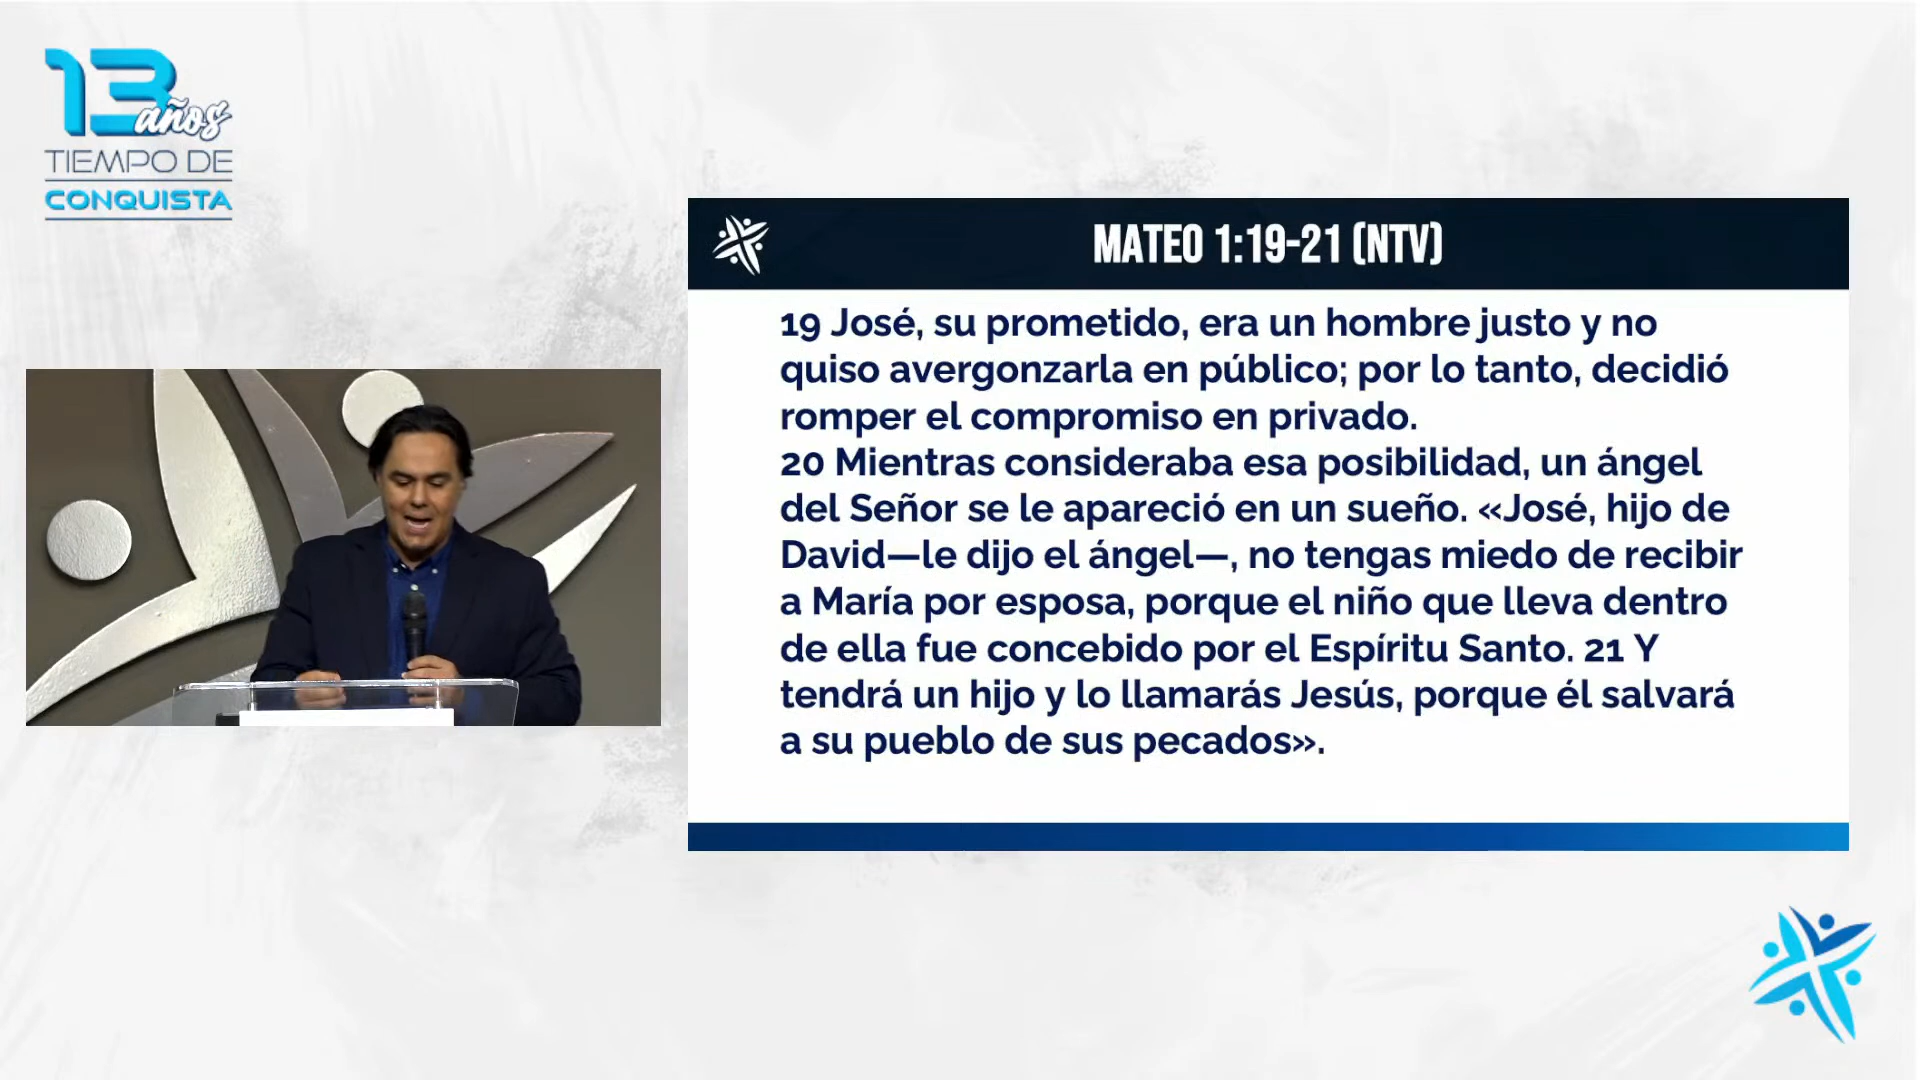 13
años
TIEMPO DE
CONQUISTA
MATEO 1:19-21 (NTV)
19 José, su prometido, era un hombre justo y no
quiso avergonzarla en público; por lo tanto, decidió
romper el compromiso en privado.
20 Mientras consideraba esa posibilidad, un ángel
del Señor se le apareció en un sueño. «José, hijo de
David—le dijo el ángel—, no tengas miedo de recibir
a María por esposa, porque el niño que lleva dentro
de ella fue concebido por el Espíritu Santo. 21 Y
tendrá un hijo y lo llamarás Jesús, porque él salvará
a su pueblo de sus pecados».